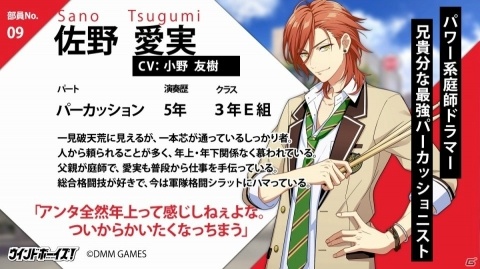 部員No.
09
Sano Tsugumi
佐野 愛実
CV: 小野 友樹
パート 演奏歴 クラス
パーカッション 5年 3年E組
一見破天荒に見えるが、一本芯が通っているしっかり者。
人から頼られることが多く、年上・年下関係なく慕われている。
父親が庭師で、愛実も普段から仕事を手伝っている。
総合格闘技が好きで、今は軍隊格闘シラットにハマっている。
「アンタ全然年上って感じしねぇよな。
ついからかいたくなっちまう」
パワー系庭師ドラマー
兄貴分な最強パーカッショニスト
ウインドボーイズ!
©DMM GAMES